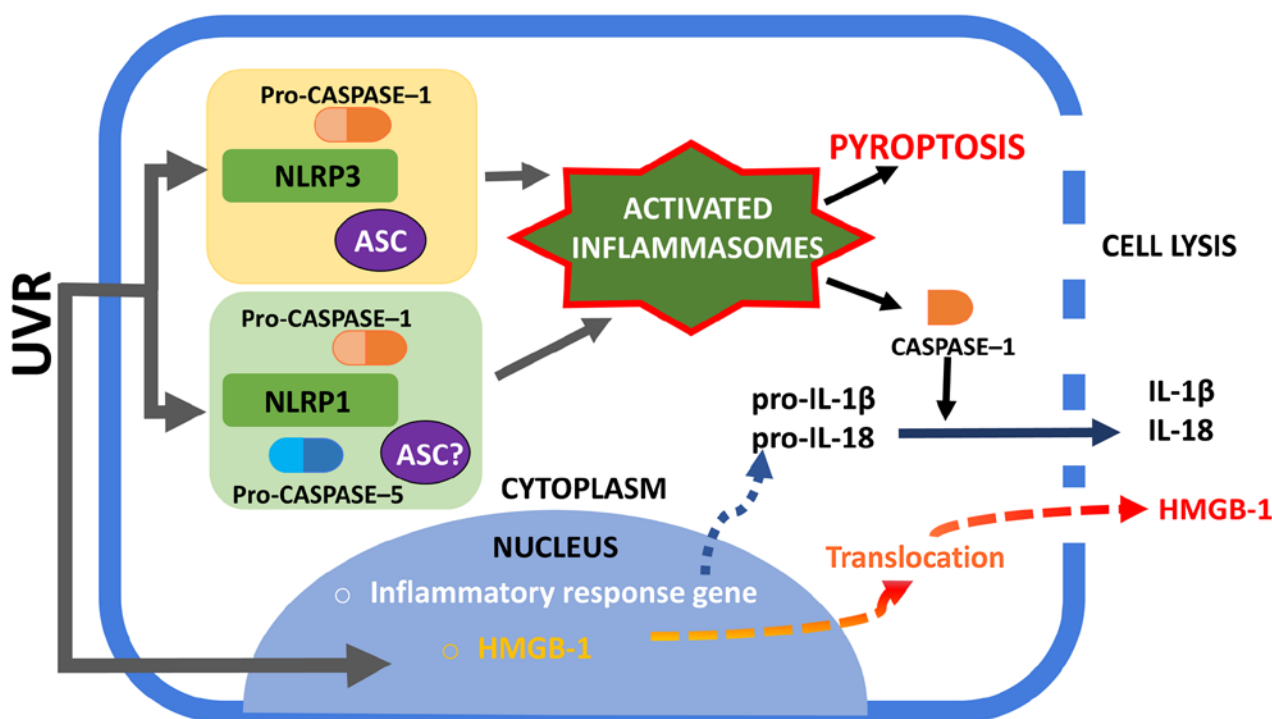 UVR
Pro-CASPASE–1
NLRP3
ASC
Pro-CASPASE–1
NLRP1
ASC?
Pro-CASPASE–5
ACTIVATED
INFLAMMASOMES
PYROPTOSIS
CASPASE–1
CELL LYSIS
pro-IL-1β
pro-IL-18
IL-1β
IL-18
CYTOPLASM
NUCLEUS
Inflammatory response gene
HMGB-1
Translocation
HMGB-1